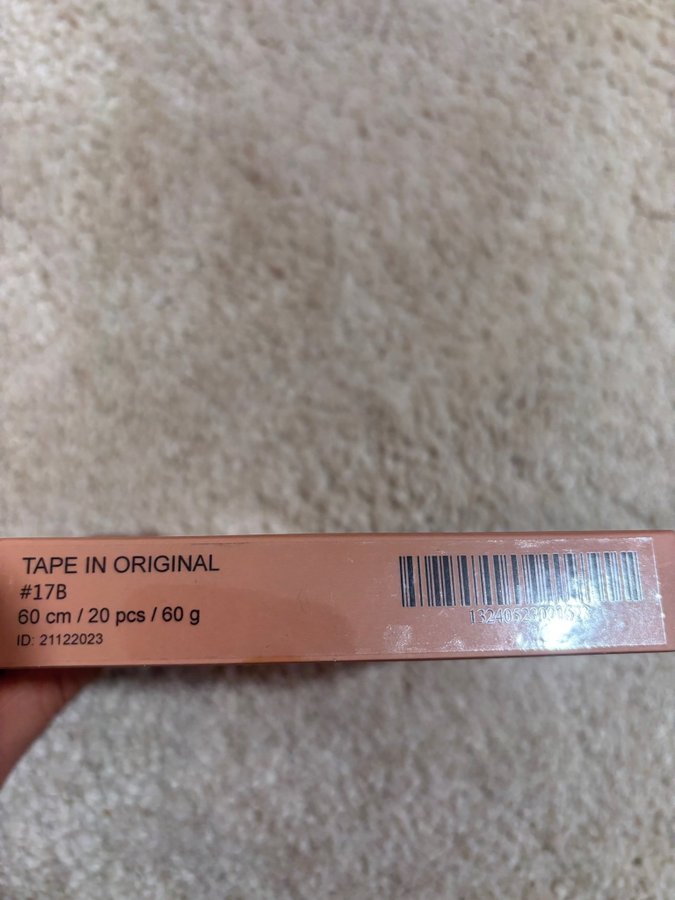 TAPE IN ORIGINAL
#17B
60 cm / 20 pcs / 60 g
ID: 21122023